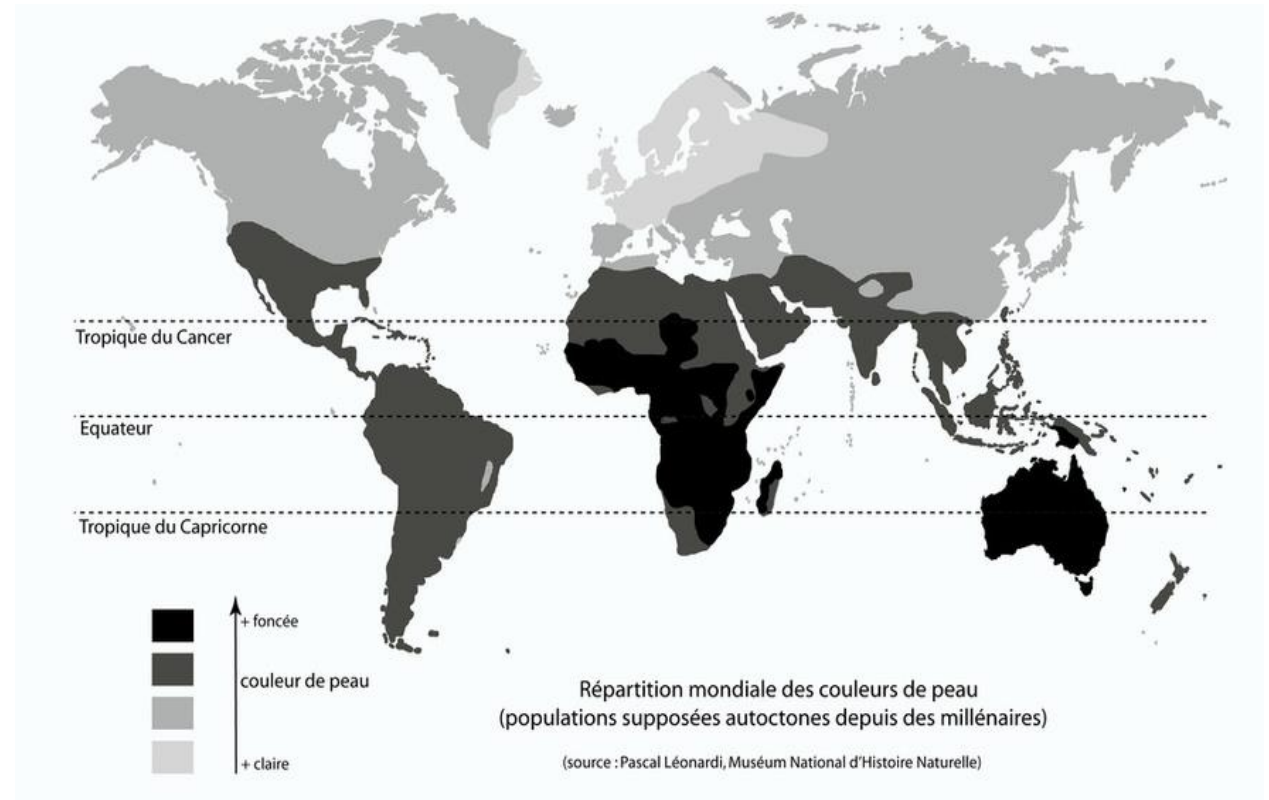 Tropique du Cancer
Equateur
Tropique du Capricorne
+ foncée
couleur de peau
+ claire
Répartition mondiale des couleurs de peau
(populations supposées autoctones depuis des millénaires)
(source : Pascal Léonardi, Muséum National d'Histoire Naturelle)